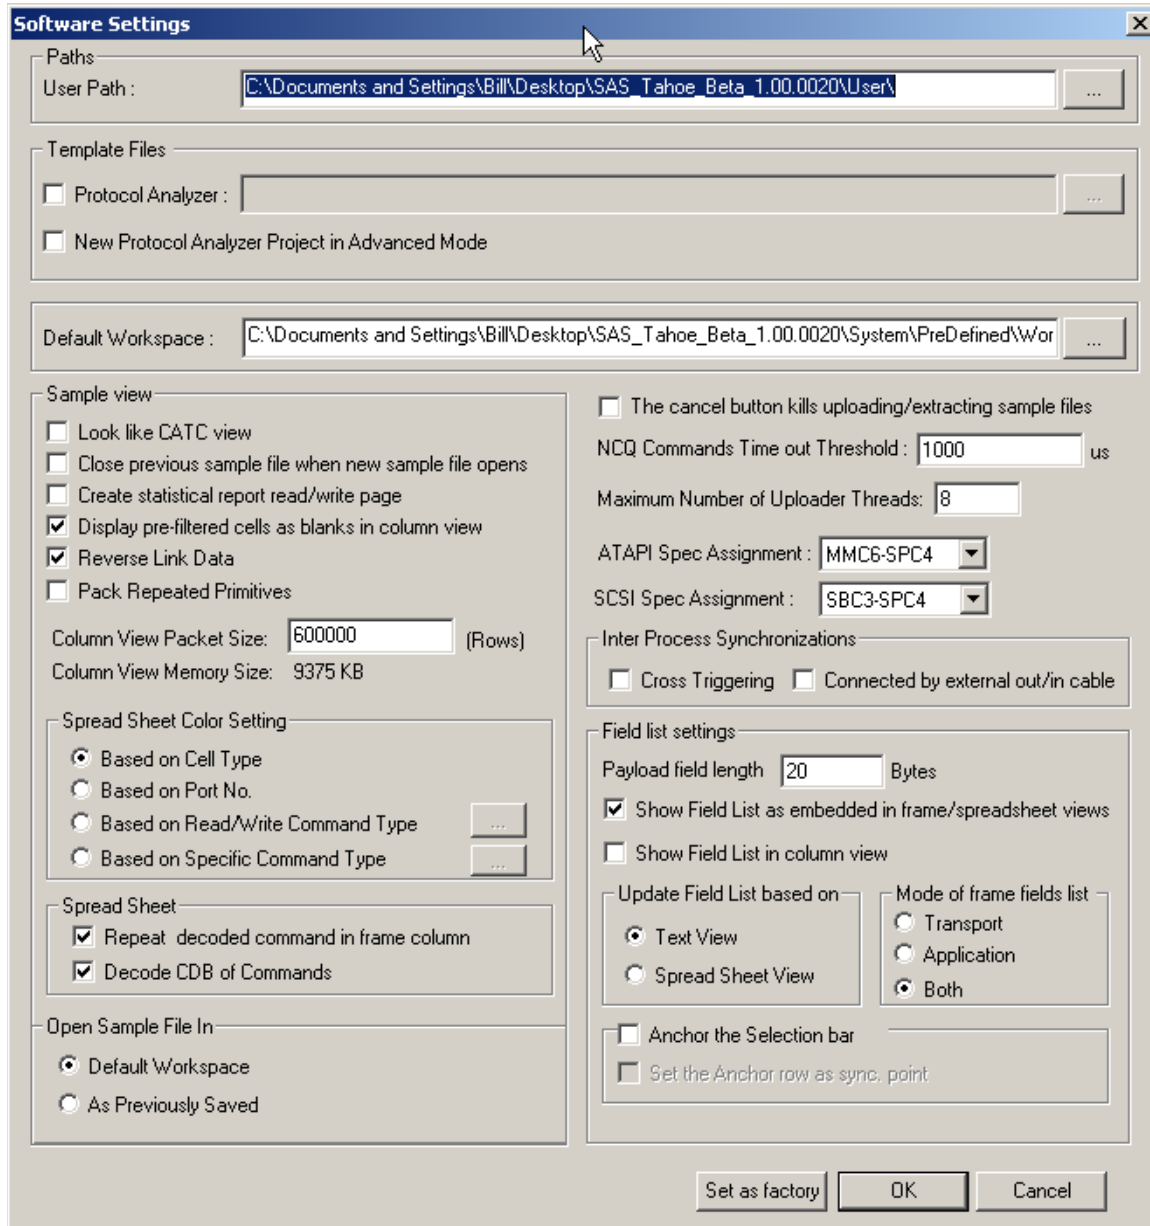 Software Settings
Paths
User Path :
C:\Documents and Settings\Bill\Desktop\SAS_Tahoe_Beta_1.00.0020\User\
...
Template Files
Protocol Analyzer :
...
New Protocol Analyzer Project in Advanced Mode
Default Workspace :
C:\Documents and Settings\Bill\Desktop\SAS_Tahoe_Beta_1.00.0020\System\PreDefined\Wor
...
Sample view
Look like CATC view
Close previous sample file when new sample file opens
Create statistical report read/write page
Display pre-filtered cells as blanks in column view
Reverse Link Data
Pack Repeated Primitives
Column View Packet Size: 600000 (Rows)
Column View Memory Size: 9375 KB
Spread Sheet Color Setting
Based on Cell Type
Based on Port No.
Based on Read/Write Command Type ...
Based on Specific Command Type ...
Spread Sheet
Repeat  decoded command in frame column
Decode CDB of Commands
Open Sample File In
Default Workspace
As Previously Saved
The cancel button kills uploading/extracting sample files
NCQ Commands Time out Threshold : 1000 us
Maximum Number of Uploader Threads: 8
ATAPI Spec Assignment : MMC6-SPC4
SCSI Spec Assignment : SBC3-SPC4
Inter Process Synchronizations
Cross Triggering Connected by external out/in cable
Field list settings
Payload field length 20 Bytes
Show Field List as embedded in frame/spreadsheet views
Show Field List in column view
Update Field List based on
Text View
Spread Sheet View
Mode of frame fields list
Transport
Application
Both
Anchor the Selection bar
Set the Anchor row as sync. point
Set as factory OK Cancel